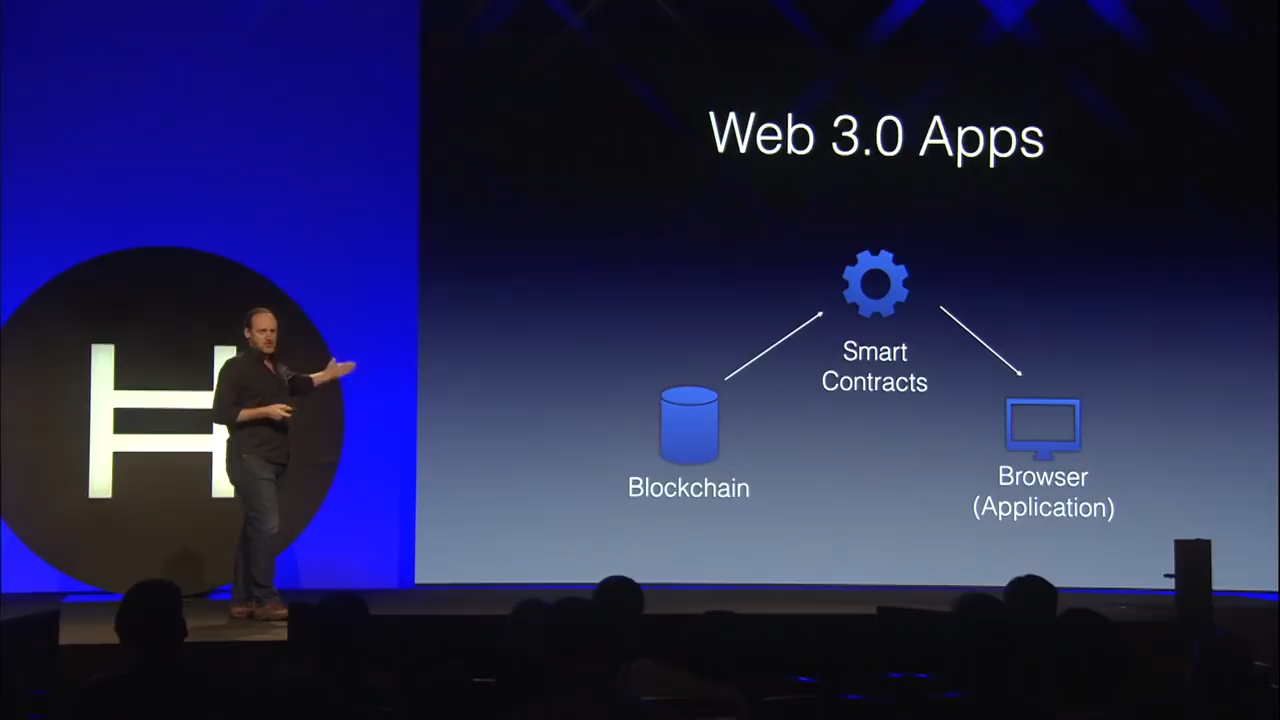 Web 3.0 Apps
Smart
Contracts
Blockchain
Browser
(Application)
H